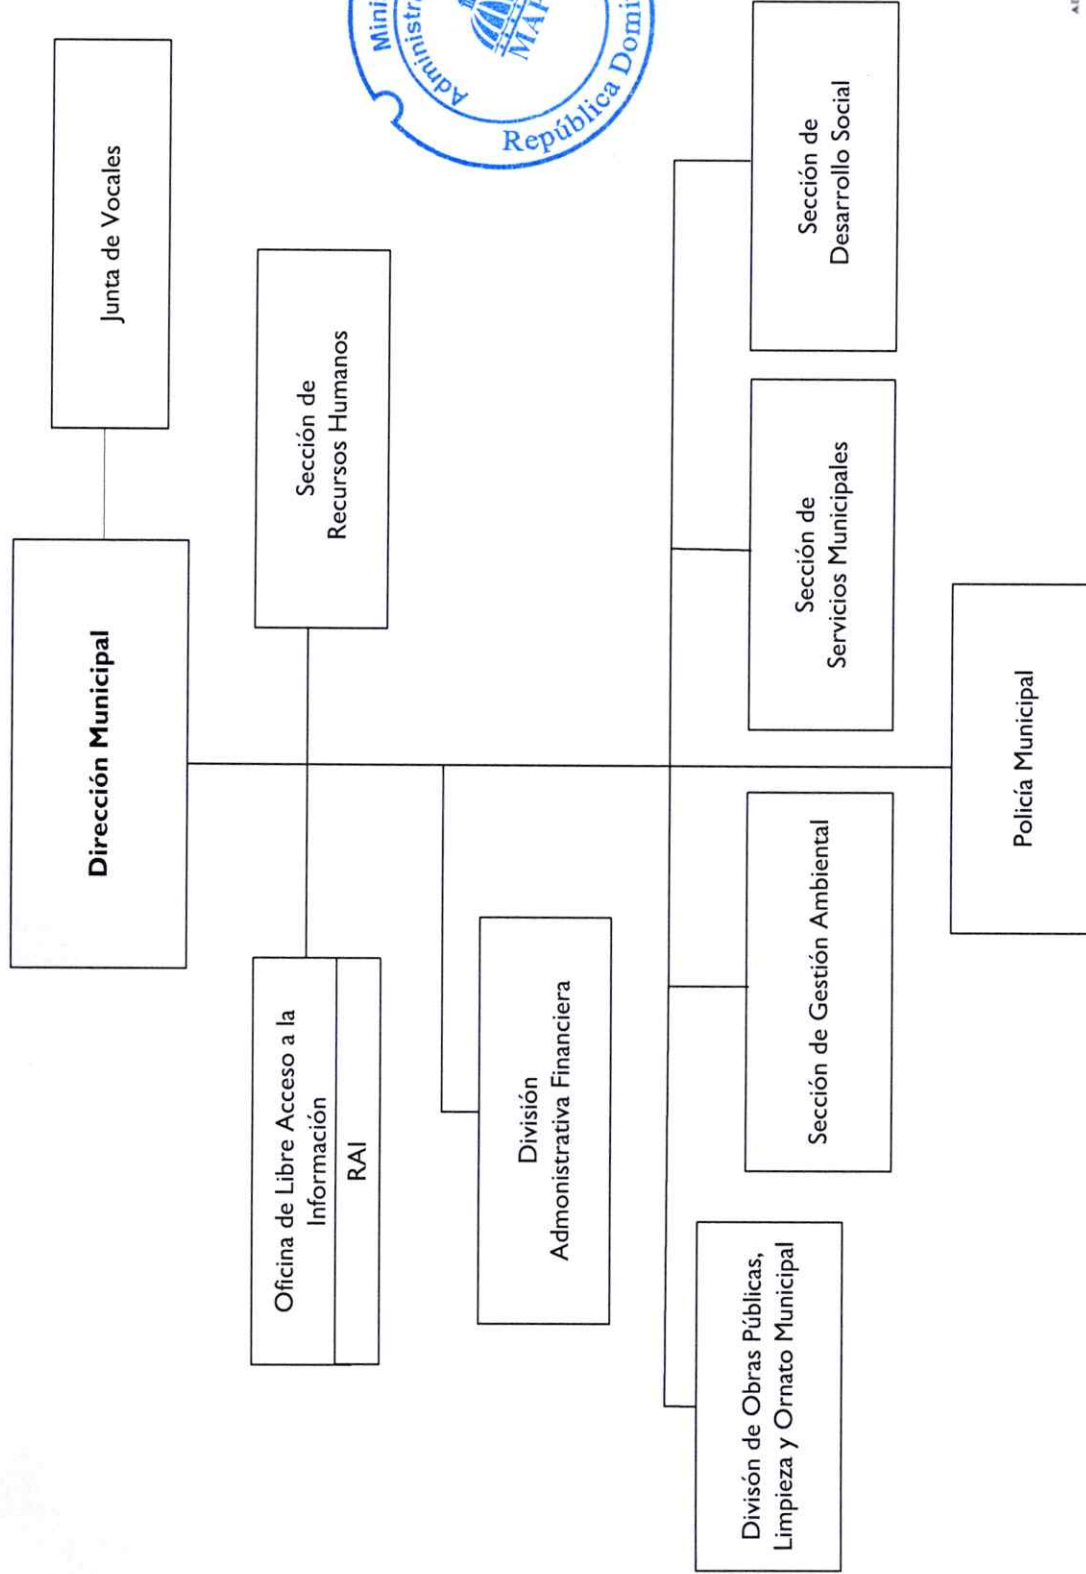 Dirección Municipal
Junta de Vocales
Oficina de Libre Acceso a la
Información
RAI
Sección de
Recursos Humanos
División
Admonistrativa Financiera
Divisón de Obras Públicas,
Limpieza y Ornato Municipal
Sección de Gestión Ambiental
Sección de
Servicios Municipales
Sección de
Desarrollo Social
Policía Municipal
República
MAP